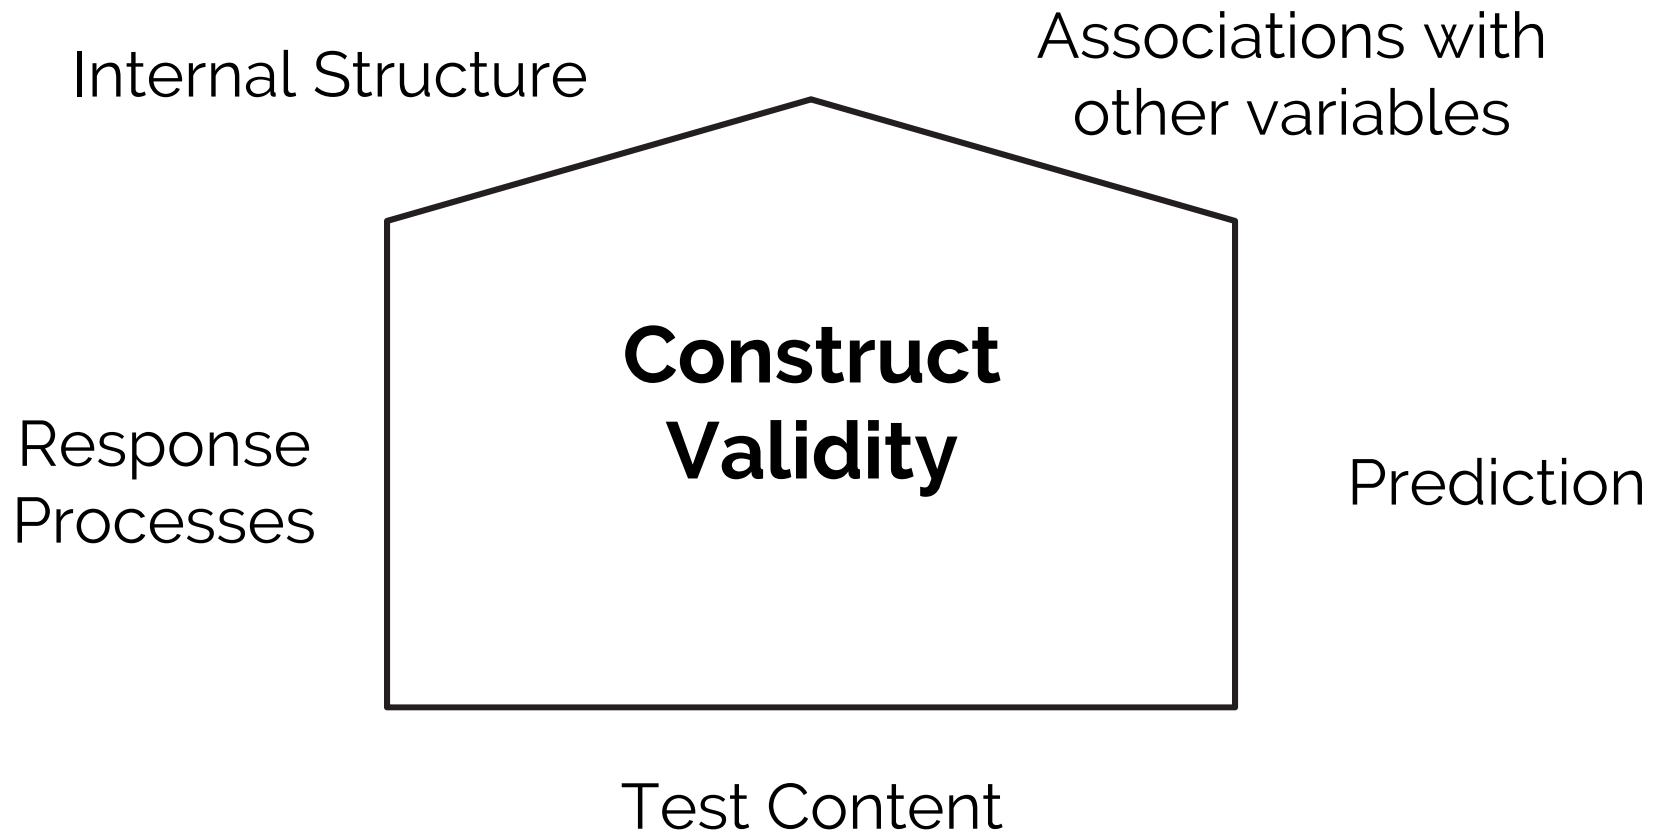 Internal Structure
Associations with
other variables
Construct
Validity
Response
Processes
Prediction
Test Content